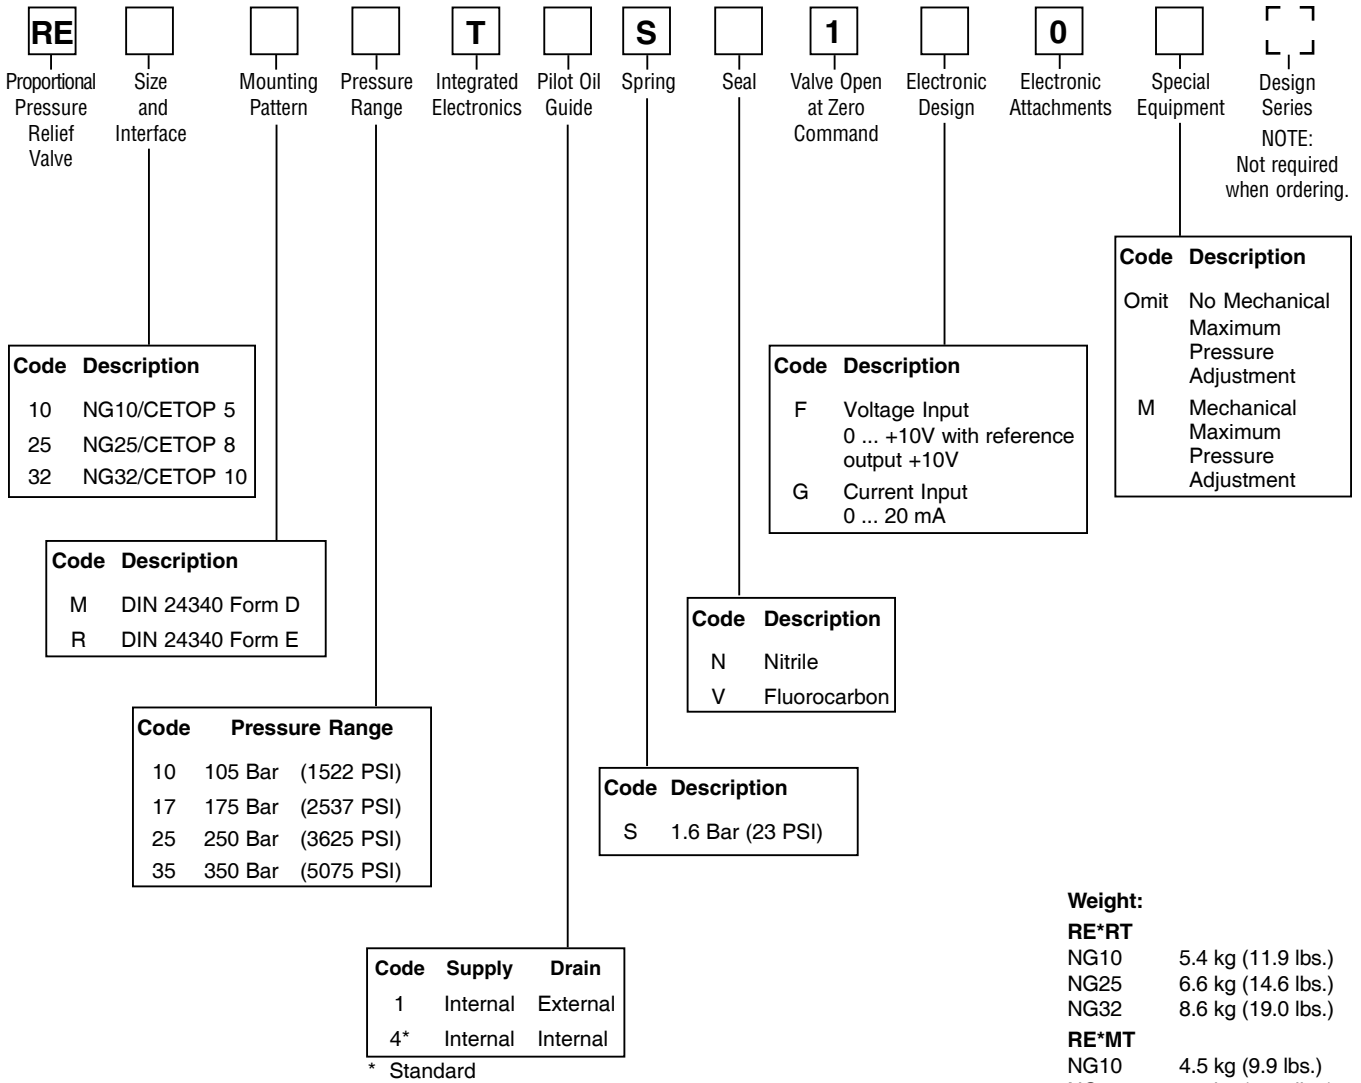 RE T S 1 0
Proportional Pressure Relief Valve
Size and Interface
Mounting Pattern
Pressure Range
Integrated Electronics
Pilot Oil Guide
Spring
Seal
Valve Open at Zero Command
Electronic Design
Electronic Attachments
Special Equipment
Design Series
NOTE:
Not required
when ordering.
Code Description
Omit No Mechanical
Maximum
Pressure
Adjustment
M Mechanical
Maximum
Pressure
Adjustment
Code Description
10 NG10/CETOP 5
25 NG25/CETOP 8
32 NG32/CETOP 10
Code Description
F Voltage Input
0 ... +10V with reference
output +10V
G Current Input
0 ... 20 mA
Code Description
M DIN 24340 Form D
R DIN 24340 Form E
Code Description
N Nitrile
V Fluorocarbon
Code Pressure Range
10 105 Bar (1522 PSI)
17 175 Bar (2537 PSI)
25 250 Bar (3625 PSI)
35 350 Bar (5075 PSI)
Code Description
S 1.6 Bar (23 PSI)
Code Supply Drain
1 Internal External
4* Internal Internal
* Standard
Weight:
RE*RT
NG10 5.4 kg (11.9 lbs.)
NG25 6.6 kg (14.6 lbs.)
NG32 8.6 kg (19.0 lbs.)
RE*MT
NG10 4.5 kg (9.9 lbs.)